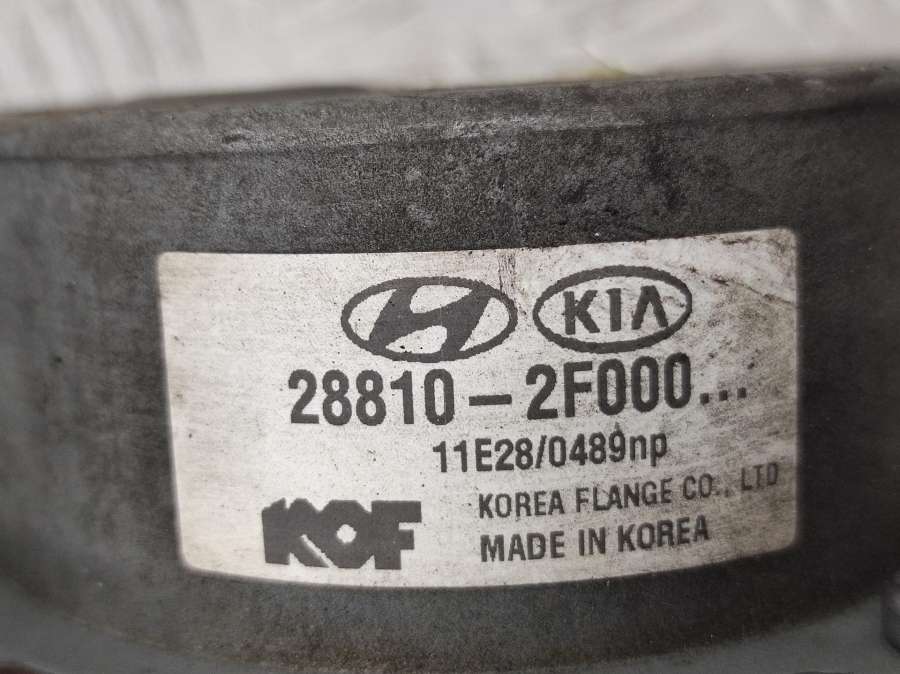 KIA
28810-2F000...
11E28/0489np
KOF
KOREA FLANGE CO., LTD
MADE IN KOREA